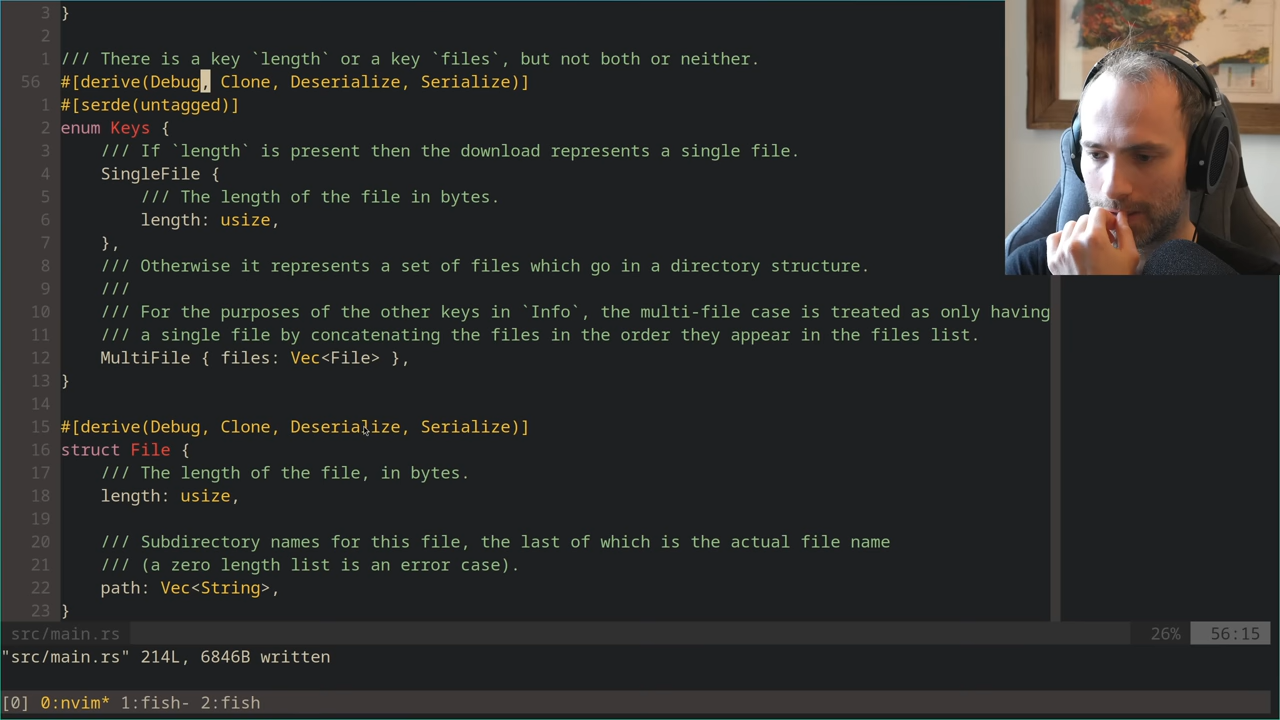 3 }
2
1 /// There is a key `length` or a key `files`, but not both or neither.
56 #[derive(Debug, Clone, Deserialize, Serialize)]
1 #[serde(untagged)]
2 enum Keys {
3 /// If `length` is present then the download represents a single file.
4 SingleFile {
5 /// The length of the file in bytes.
6 length: usize,
7 },
8 /// Otherwise it represents a set of files which go in a directory structure.
9 ///
10 /// For the purposes of the other keys in `Info`, the multi-file case is treated as only having
11 /// a single file by concatenating the files in the order they appear in the files list.
12 MultiFile { files: Vec<File> },
13 }
14
15 #[derive(Debug, Clone, Deserialize, Serialize)]
16 struct File {
17 /// The length of the file, in bytes.
18 length: usize,
19
20 /// Subdirectory names for this file, the last of which is the actual file name
21 /// (a zero length list is an error case).
22 path: Vec<String>,
23 }
src/main.rs 26% 56:15
"src/main.rs" 214L, 6846B written
[0] 0:nvim* 1:fish- 2:fish